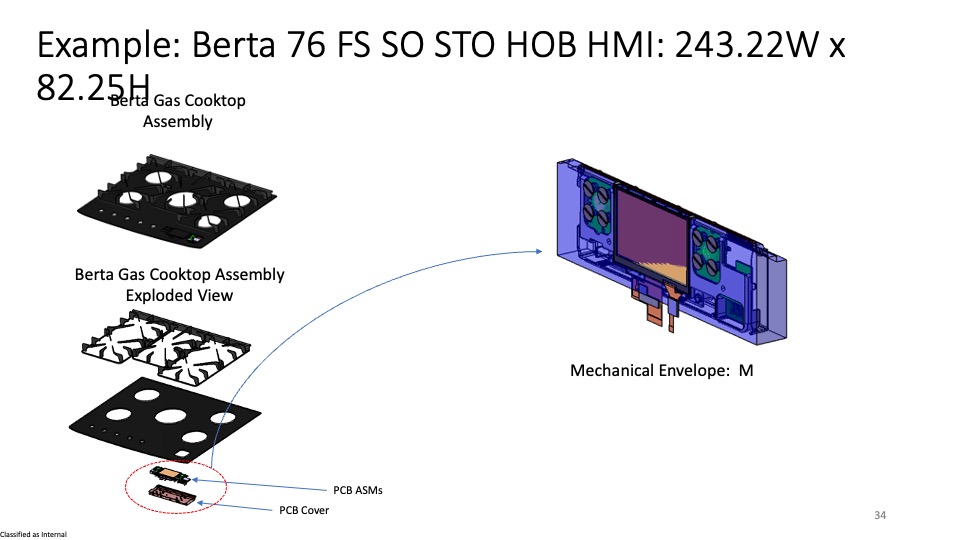 Example: Berta 76 FS SO STO HOB HMI: 243.22W x
82.25H
Berta Gas Cooktop
Assembly
Berta Gas Cooktop Assembly
Exploded View
Mechanical Envelope:  M
PCB ASMs
PCB Cover
34
Classified as Internal